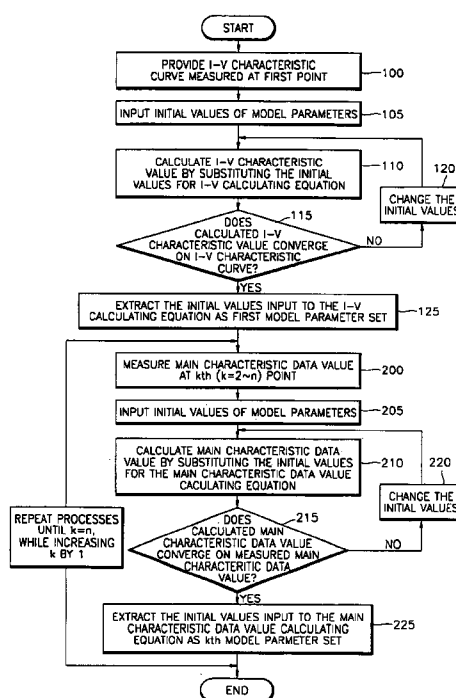 START
PROVIDE I-V CHARACTERISTIC
CURVE MEASURED AT FIRST POINT
100
INPUT INITIAL VALUES OF MODEL PARAMETERS
105
CALCULATE I-V CHARACTERISTIC
VALUE BY SUBSTITUTING THE INITIAL
VALUES FOR I-V CALCULATING EQUATION
110
120
CHANGE THE
INITIAL VALUES
115
DOES
CALCULATED I-V
CHARACTERISTIC VALUE CONVERGE
ON I-V CHARACTERISTIC
CURVE?
NO
YES
EXTRACT THE INITIAL VALUES INPUT TO THE I-V
CALCULATING EQUATION AS FIRST MODEL PARAMETER SET
125
MEASURE MAIN CHARACTERISTIC DATA VALUE
AT kth (k=2~n) POINT
200
INPUT INITIAL VALUES OF MODEL PARAMETERS
205
CALCULATE MAIN CHARACTERISTIC DATA
VALUE BY SUBSTITUTING THE INITIAL VALUES
FOR THE MAIN CHARACTERISTIC DATA VALUE
CACULATING EQUATION
210
220
CHANGE THE
INITIAL VALUES
REPEAT PROCESSES
UNTIL k=n,
WHILE INCREASING
k BY 1
215
DOES
CALCULATED MAIN
CHARACTERISTIC DATA VALUE
CONVERGE ON MEASURED MAIN
CHARACTERITIC DATA
VALUE?
NO
YES
EXTRACT THE INITIAL VALUES INPUT TO THE MAIN
CHARACTERISTIC DATA VALUE CALCULATING
EQUATION AS kth MODEL PARMETER SET
225
END